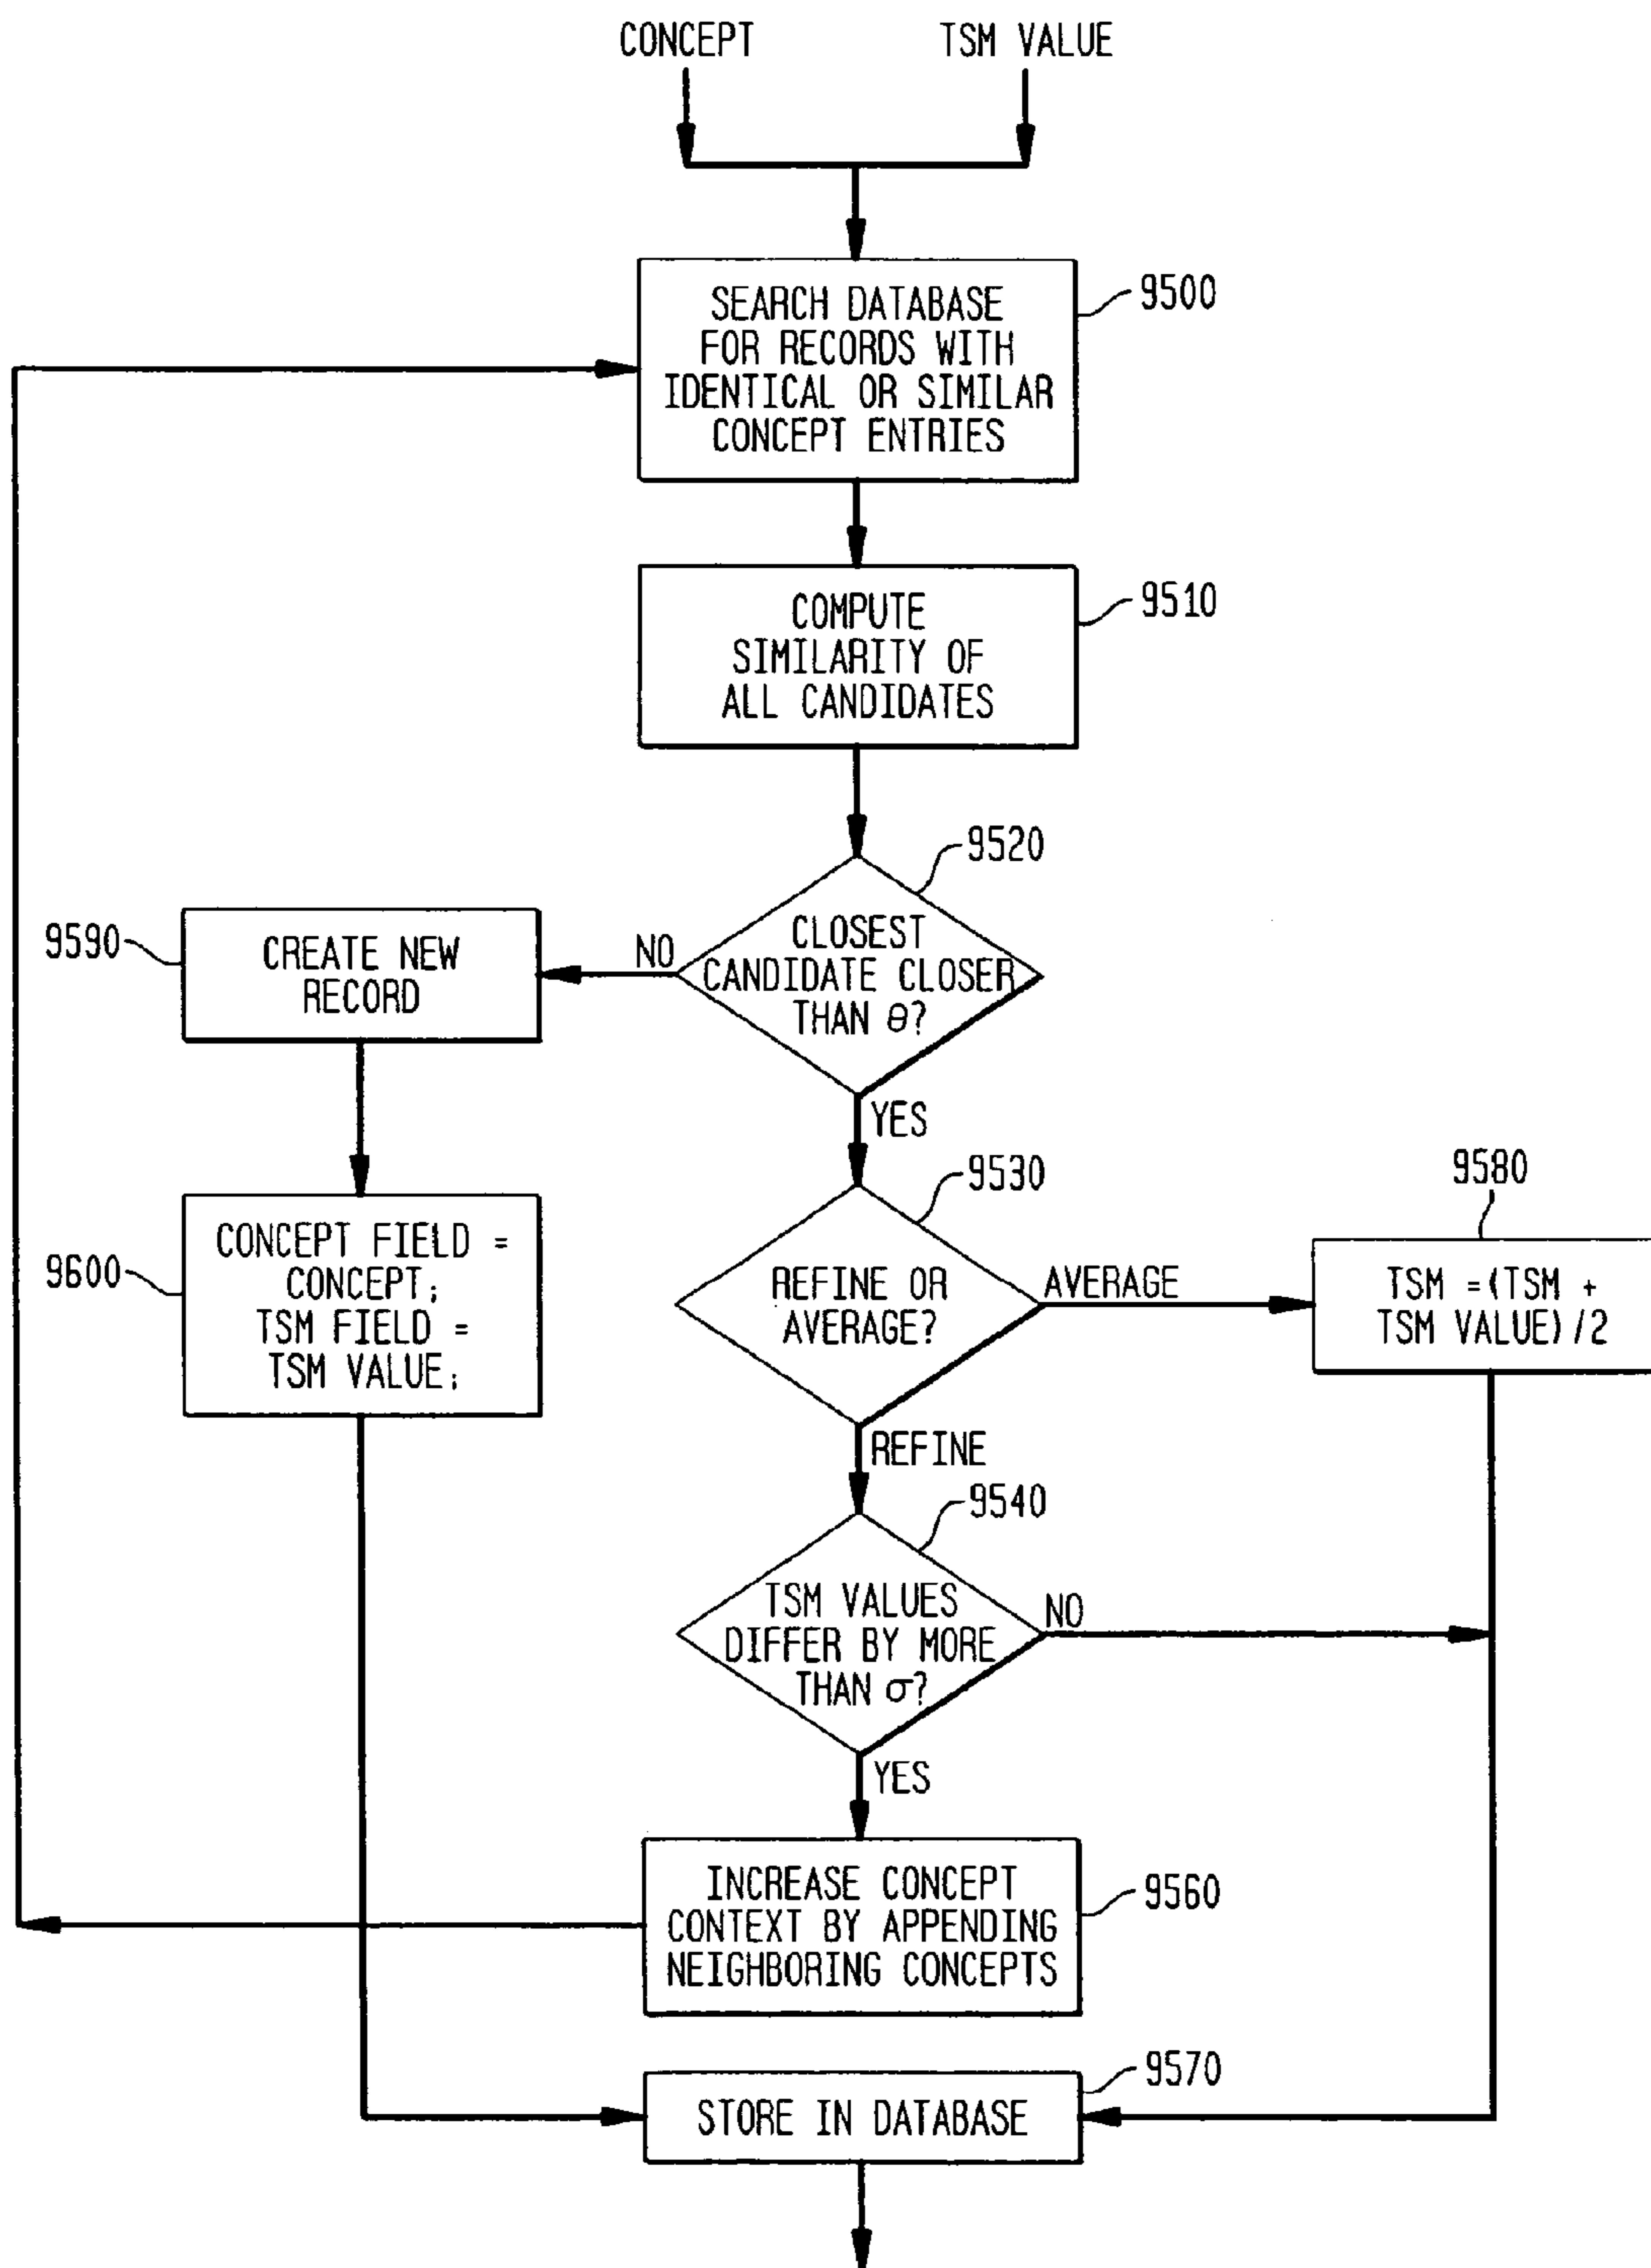 CONCEPT
TSM VALUE
SEARCH DATABASE
FOR RECORDS WITH
IDENTICAL OR SIMILAR
CONCEPT ENTRIES
9500
COMPUTE
SIMILARITY OF
ALL CANDIDATES
9510
CLOSEST
CANDIDATE CLOSER
THAN θ?
9520
NO
YES
9590
CREATE NEW
RECORD
9600
CONCEPT FIELD =
CONCEPT;
TSM FIELD =
TSM VALUE;
9530
REFINE OR
AVERAGE?
AVERAGE
REFINE
9580
TSM =(TSM +
TSM VALUE)/2
9540
TSM VALUES
DIFFER BY MORE
THAN σ?
NO
YES
INCREASE CONCEPT
CONTEXT BY APPENDING
NEIGHBORING CONCEPTS
9560
9570
STORE IN DATABASE